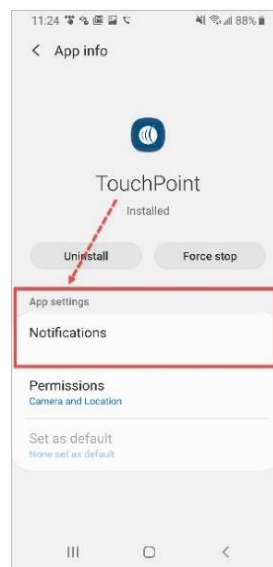 11:24 88%
App info
TouchPoint
Installed
Uninstall Force stop
App settings
Notifications
Permissions
Camera and Location
Set as default
None set as default